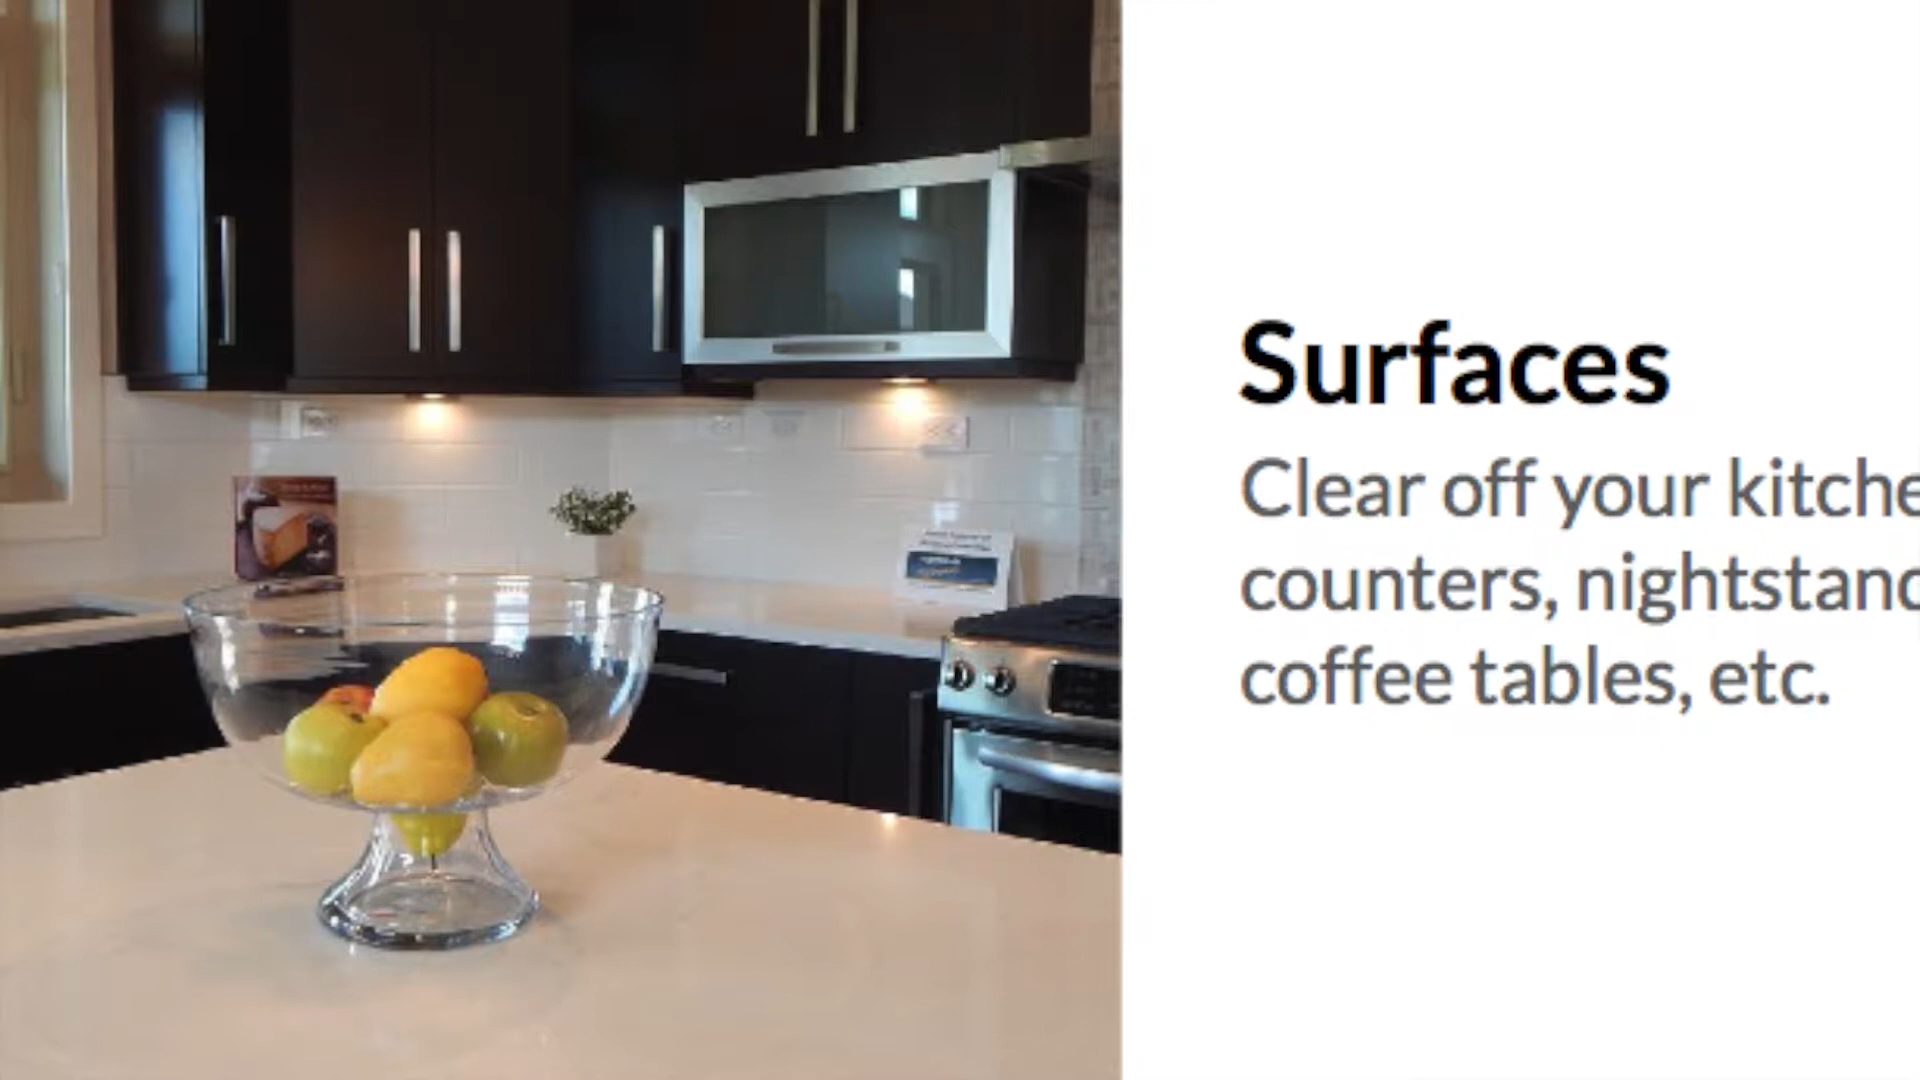 Surfaces
Clear off your kitche
counters, nightstand
coffee tables, etc.